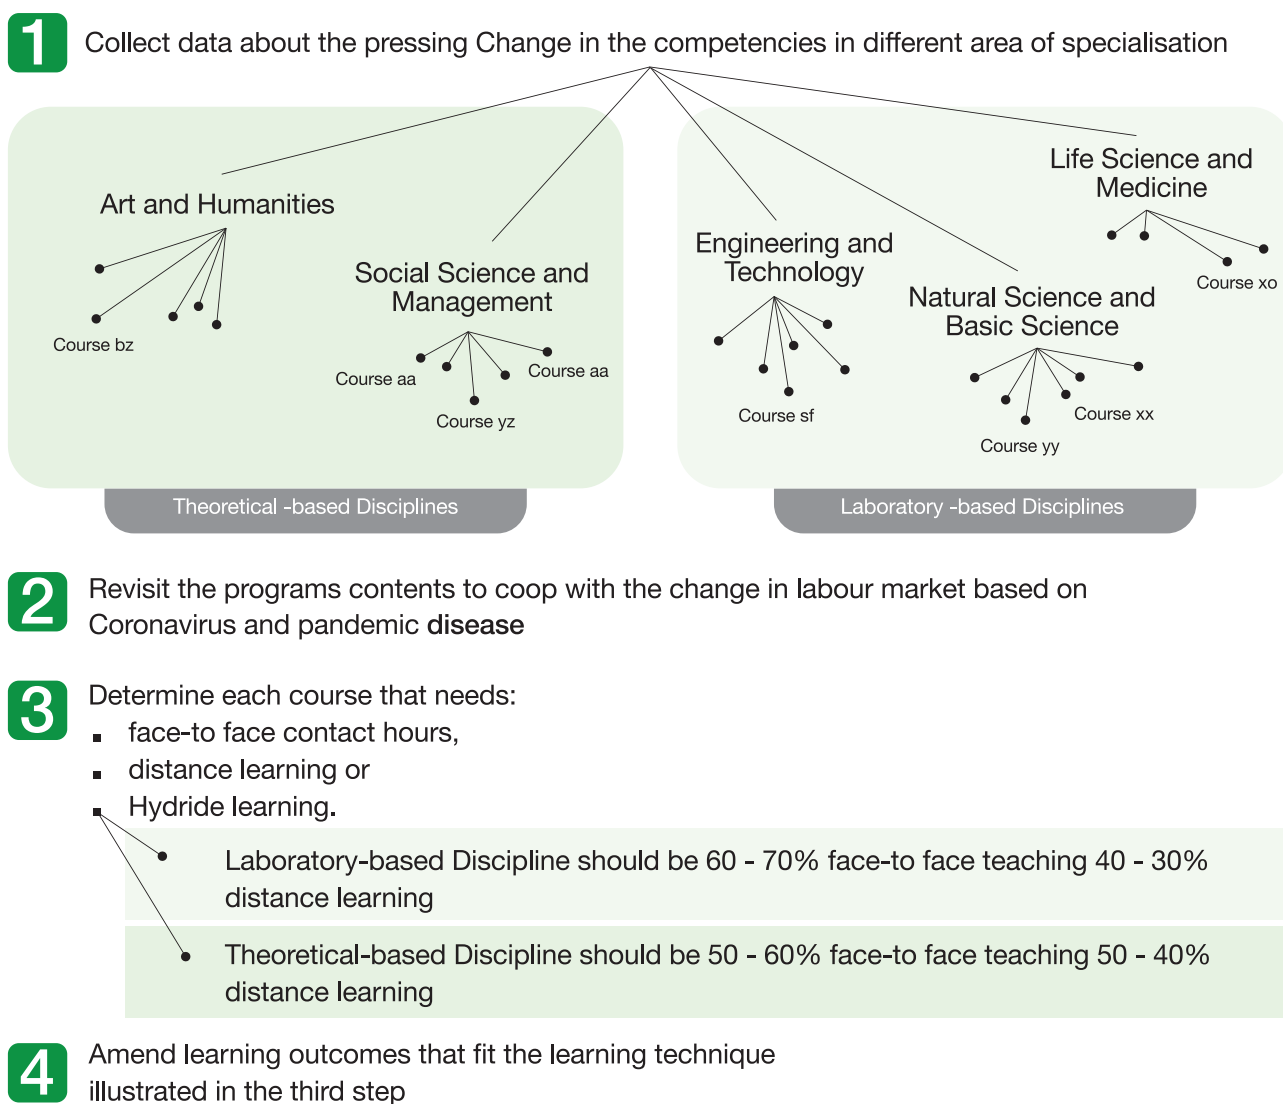 1
Collect data about the pressing Change in the competencies in different area of specialisation
Art and Humanities
Course bz
Social Science and
Management
Course aa
Course yz
Course aa
Theoretical -based Disciplines
Engineering and
Technology
Course sf
Natural Science and
Basic Science
Course xx
Course yy
Life Science and
Medicine
Course xo
Laboratory -based Disciplines
2
Revisit the programs contents to coop with the change in labour market based on
Coronavirus and pandemic disease
3
Determine each course that needs:
▪ face-to face contact hours,
▪ distance learning or
▪ Hydride learning.
Laboratory-based Discipline should be 60 - 70% face-to face teaching 40 - 30%
distance learning
Theoretical-based Discipline should be 50 - 60% face-to face teaching 50 - 40%
distance learning
4
Amend learning outcomes that fit the learning technique
illustrated in the third step